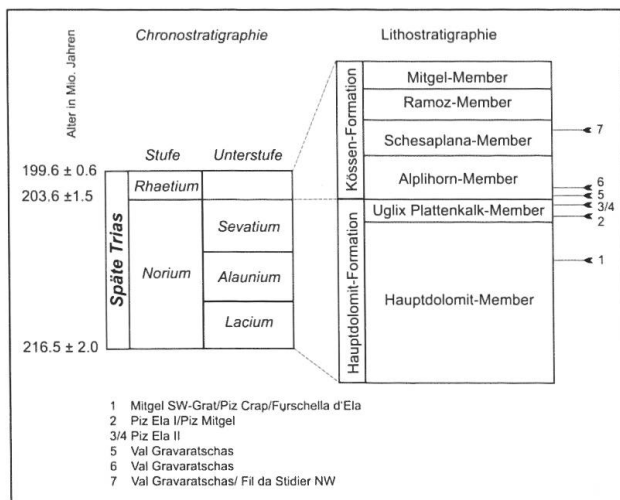 Chronostratigraphie
Lithostratigraphie
Alter in Mio. Jahren
Stufe
Unterstufe
199.6 ± 0.6
203.6 ±1.5
216.5 ± 2.0
Späte Trias
Rhaetium
Norium
Sevatium
Alaunium
Lacium
Kössen-Formation
Mitgel-Member
Ramoz-Member
Schesaplana-Member
Alplihorn-Member
Hauptdolomit-Formation
Uglix Plattenkalk-Member
Hauptdolomit-Member
7
6
5
3/4
2
1
1 Mitgel SW-Grat/Piz Crap/Furschella d'Ela
2 Piz Ela I/Piz Mitgel
3/4 Piz Ela II
5 Val Gravaratschas
6 Val Gravaratschas
7 Val Gravaratschas/ Fil da Stidier NW